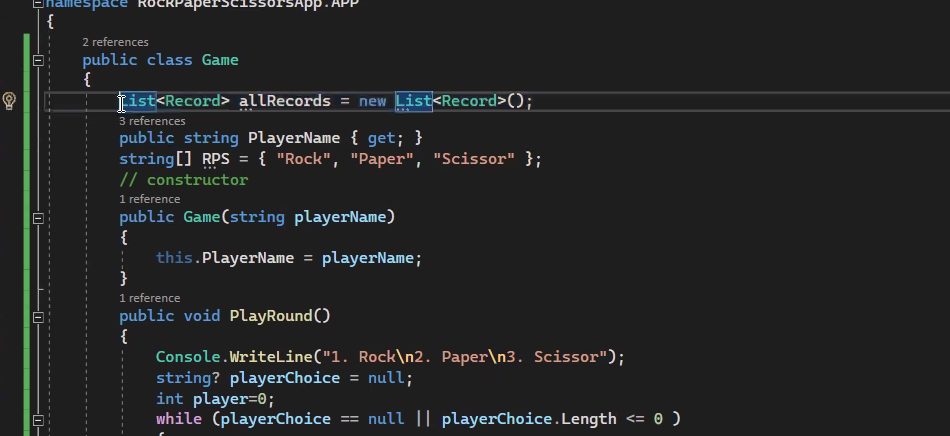 namespace RockPaperScissorsApp.APP
{
2 references
public class Game
{
List<Record> allRecords = new List<Record>();
3 references
public string PlayerName { get; }
string[] RPS = { "Rock", "Paper", "Scissor" };
// constructor
1 reference
public Game(string playerName)
{
this.PlayerName = playerName;
}
1 reference
public void PlayRound()
{
Console.WriteLine("1. Rock\n2. Paper\n3. Scissor");
string? playerChoice = null;
int player=0;
while (playerChoice == null || playerChoice.Length <= 0 )